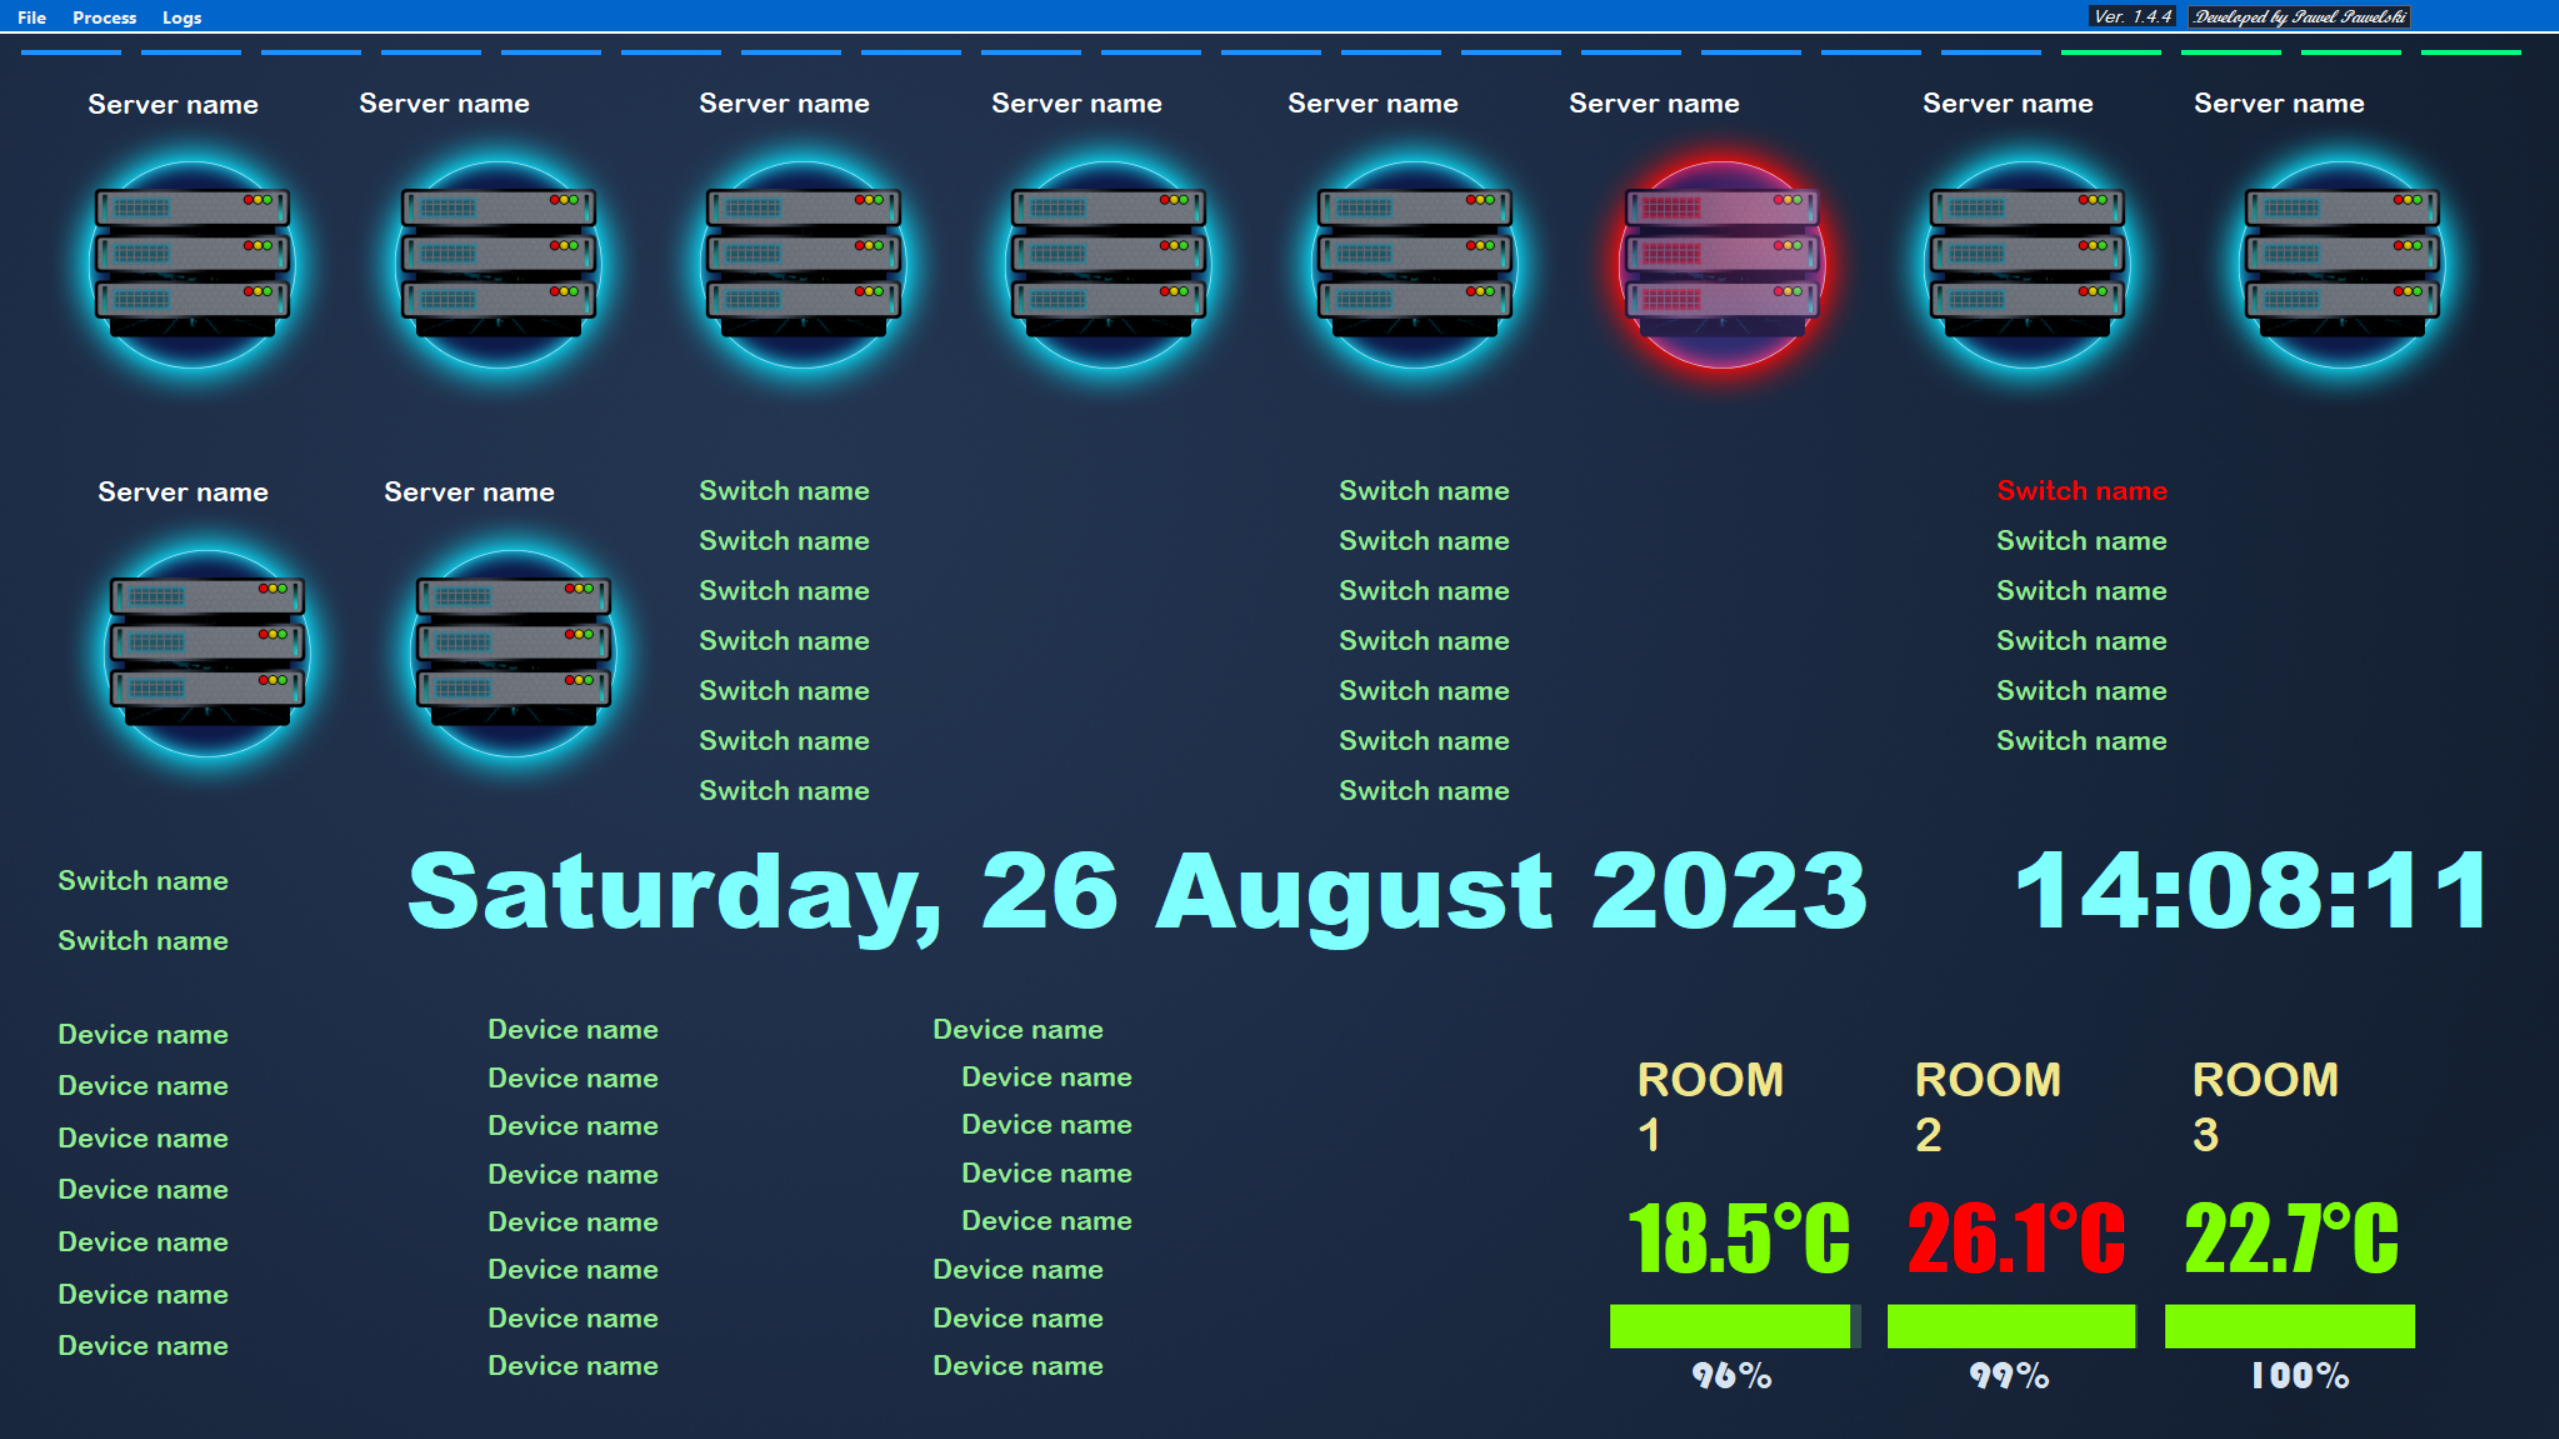 File Process Logs Ver. 1.4.4 Developed by Pawel Pawelski
Server name Server name Server name Server name Server name Server name Server name Server name
Server name Server name
Switch name Switch name Switch name
Switch name Switch name Switch name
Switch name Switch name Switch name
Switch name Switch name Switch name
Switch name Switch name Switch name
Switch name Switch name Switch name
Switch name Switch name
Switch name
Switch name
Saturday, 26 August 2023 14:08:11
Device name Device name Device name
Device name Device name Device name
Device name Device name Device name
Device name Device name Device name
Device name Device name Device name
Device name Device name Device name
Device name Device name Device name
Device name Device name
ROOM 1 ROOM 2 ROOM 3
18.5°C 26.1°C 22.7°C
96% 99% 100%